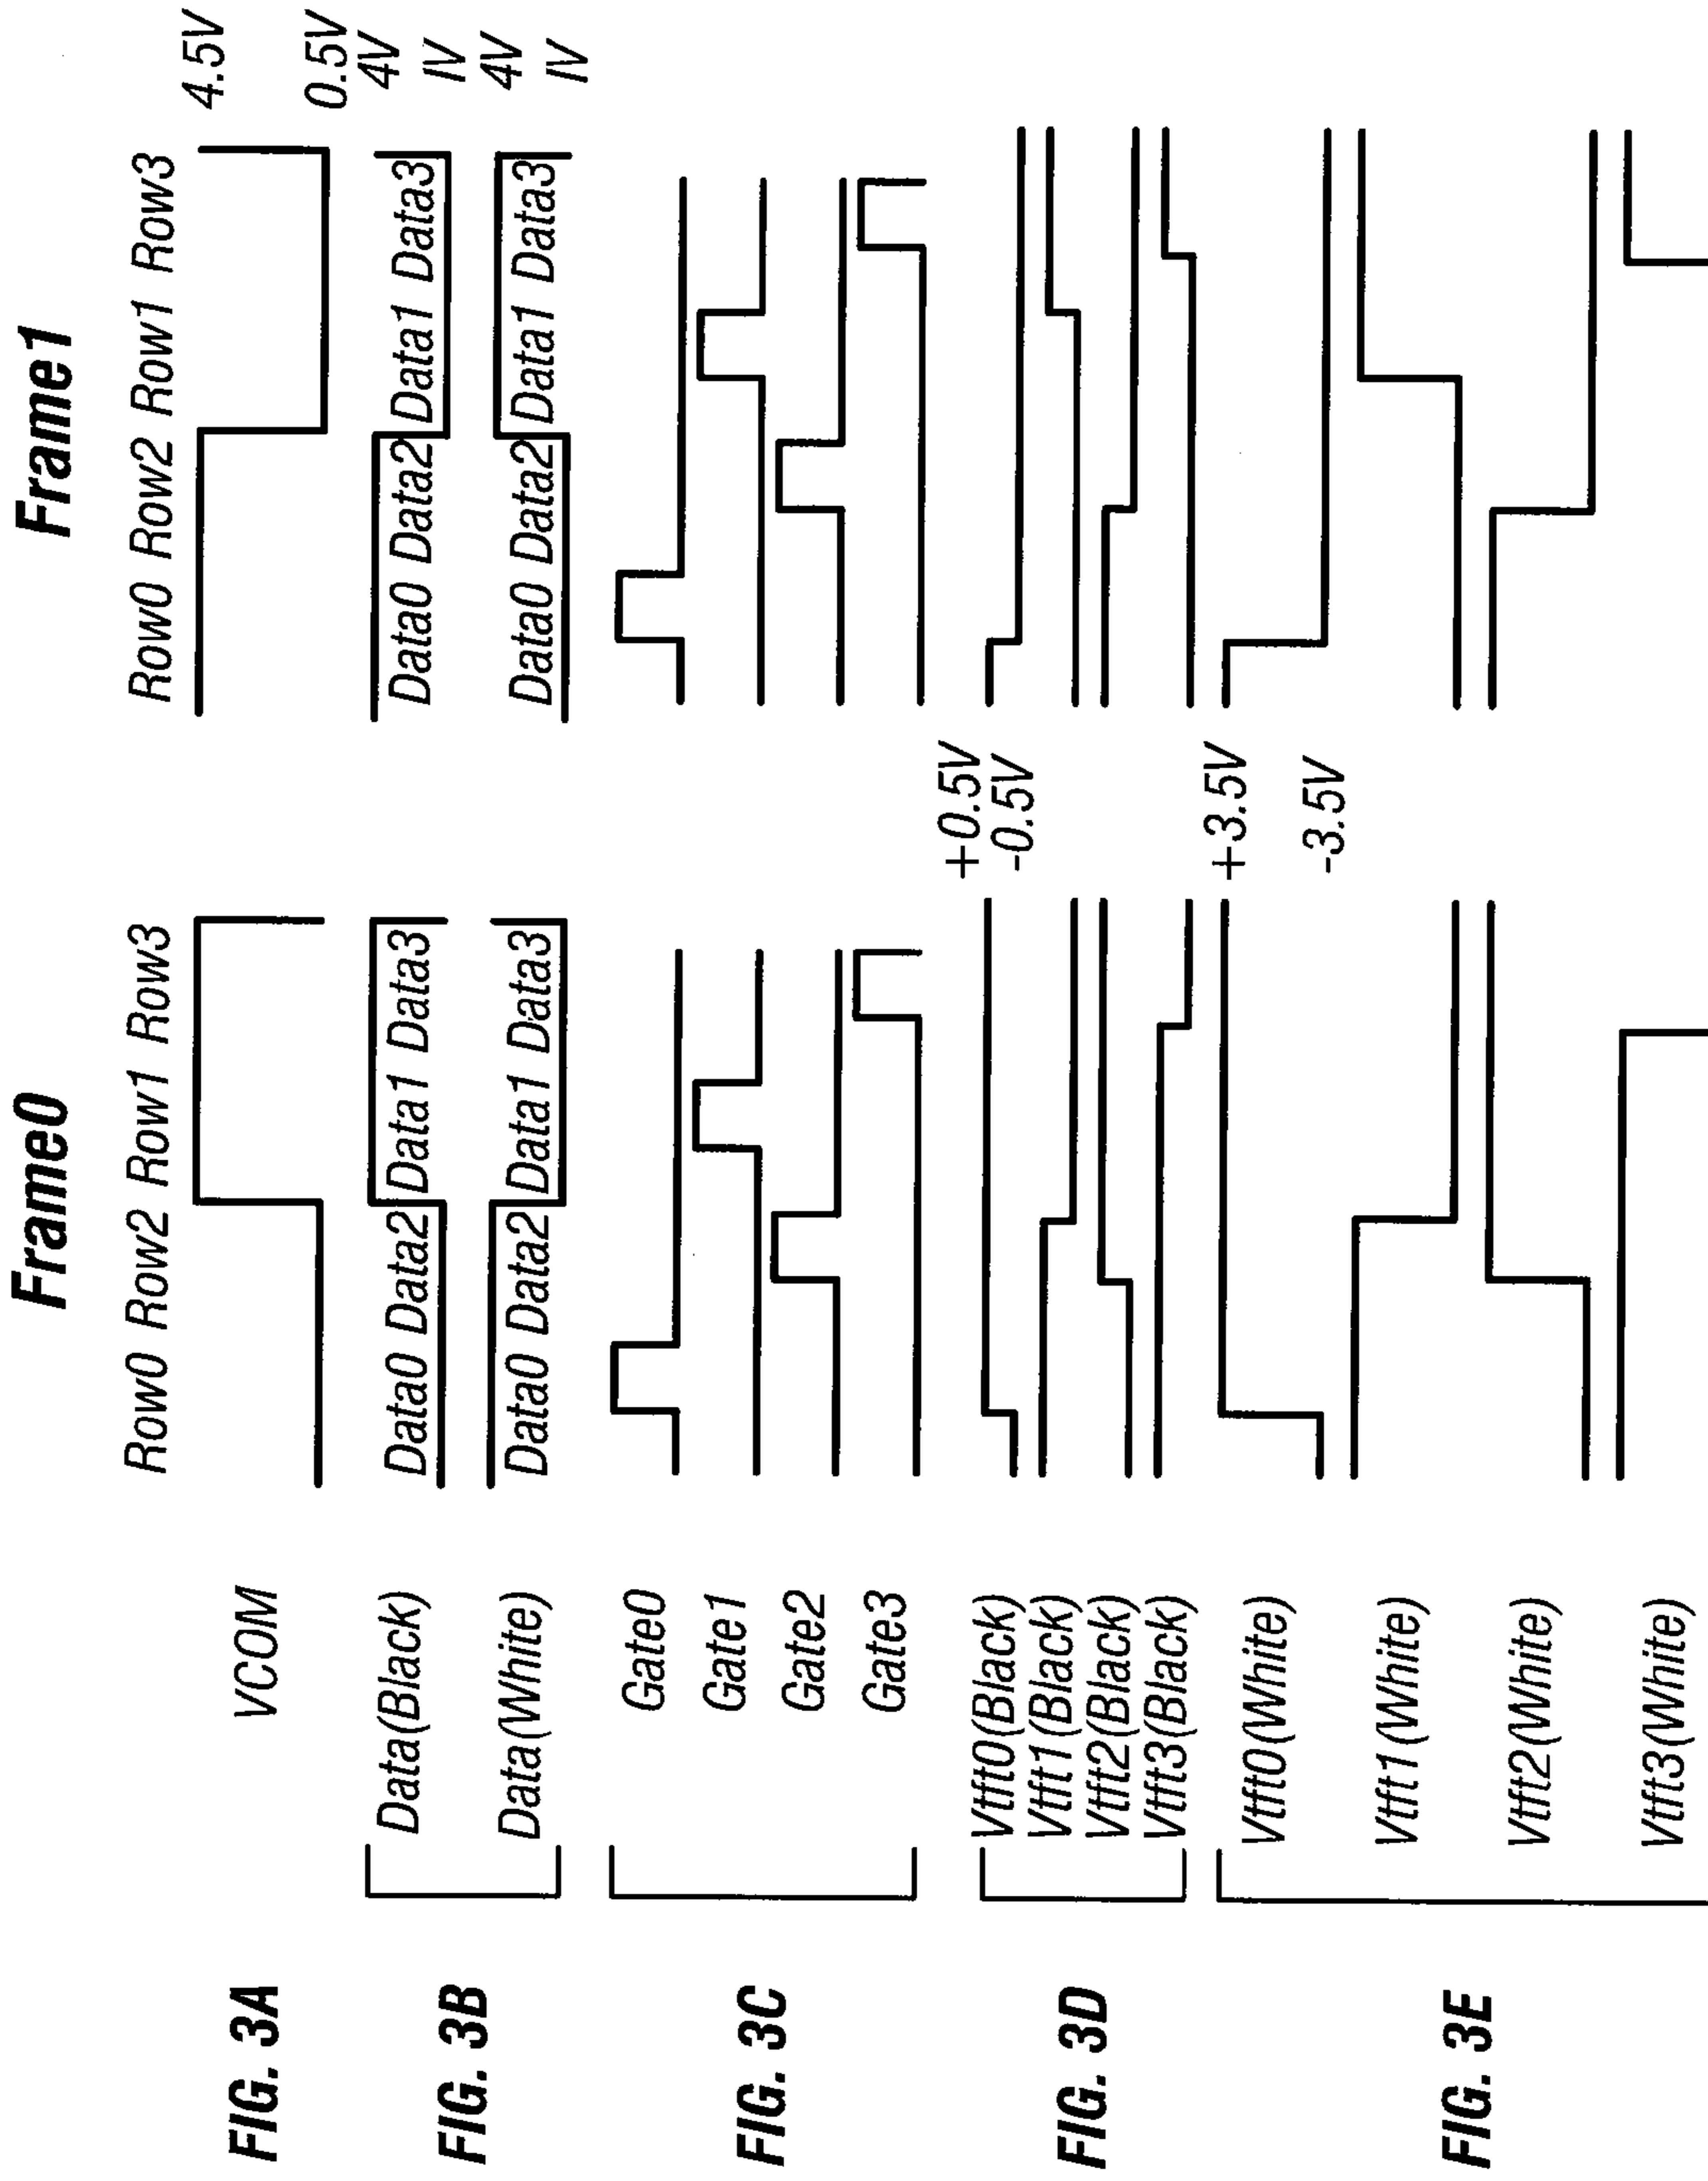 Frame0 Frame1
Row0 Row2 Row1 Row3 Row0 Row2 Row1 Row3
FIG. 3A VCOM 4.5V
0.5V
FIG. 3B Data(Black) Data0 Data2 Data1 Data3 Data0 Data2 Data1 Data3 4V
IV
Data(White) Data0 Data2 Data1 Data3 Data0 Data2 Data1 Data3 4V
IV
FIG. 3C Gate0
Gate1
Gate2
Gate3
FIG. 3D Vtft0(Black) +0.5V
-0.5V
Vtft1(Black)
Vtft2(Black)
Vtft3(Black)
FIG. 3E Vtft0(White) +3.5V
-3.5V
Vtft1(White)
Vtft2(White)
Vtft3(White)